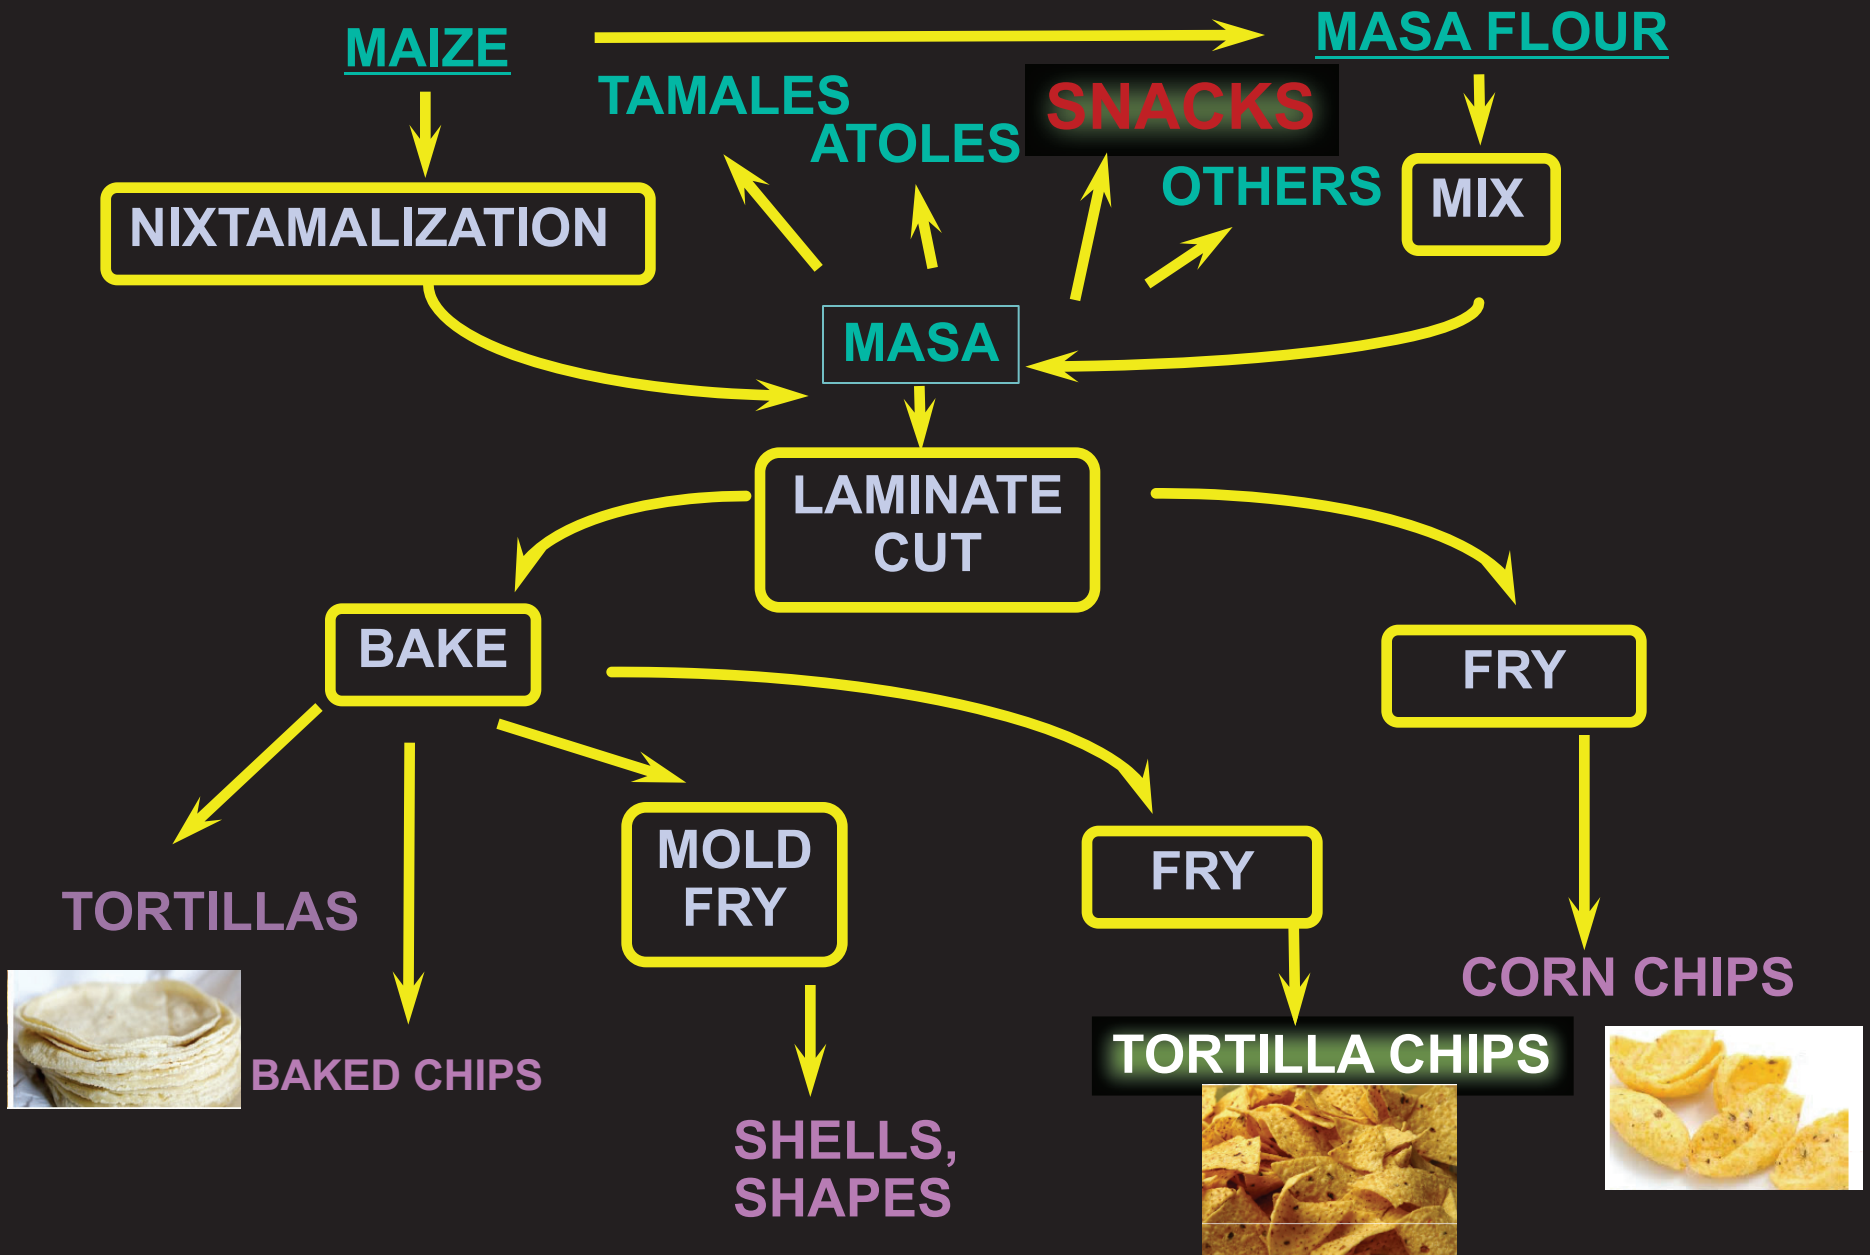 MAIZE
MASA FLOUR
TAMALES
ATOLES
SNACKS
OTHERS
NIXTAMALIZATION
MIX
MASA
LAMINATE
CUT
BAKE
FRY
MOLD
FRY
FRY
TORTILLAS
BAKED CHIPS
SHELLS,
SHAPES
TORTILLA CHIPS
CORN CHIPS